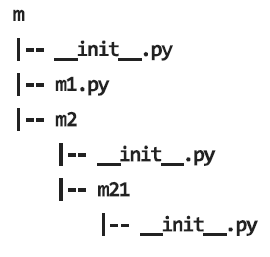 m
|-- __init__.py
|-- m1.py
|-- m2
    |-- __init__.py
    |-- m21
        |-- __init__.py